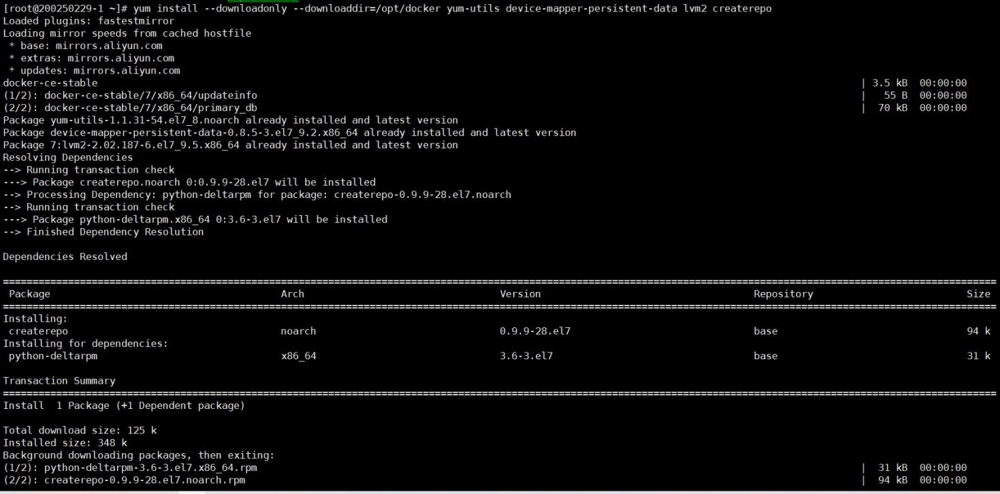 [root@200250229-1 ~]# yum install --downloadonly --downloaddir=/opt/docker yum-utils device-mapper-persistent-data lvm2 createrepo
Loaded plugins: fastestmirror
Loading mirror speeds from cached hostfile
 * base: mirrors.aliyun.com
 * extras: mirrors.aliyun.com
 * updates: mirrors.aliyun.com
docker-ce-stable | 3.5 kB 00:00:00
(1/2): docker-ce-stable/7/x86_64/updateinfo | 55 B 00:00:00
(2/2): docker-ce-stable/7/x86_64/primary_db | 70 kB 00:00:00
Package yum-utils-1.1.31-54.el7_8.noarch already installed and latest version
Package device-mapper-persistent-data-0.8.5-3.el7_9.2.x86_64 already installed and latest version
Package 7:lvm2-2.02.187-6.el7_9.5.x86_64 already installed and latest version
Resolving Dependencies
--> Running transaction check
---> Package createrepo.noarch 0:0.9.9-28.el7 will be installed
--> Processing Dependency: python-deltarpm for package: createrepo-0.9.9-28.el7.noarch
--> Running transaction check
---> Package python-deltarpm.x86_64 0:3.6-3.el7 will be installed
--> Finished Dependency Resolution
Dependencies Resolved
Package Arch Version Repository Size
Installing:
createrepo noarch 0.9.9-28.el7 base 94 k
Installing for dependencies:
python-deltarpm x86_64 3.6-3.el7 base 31 k
Transaction Summary
Install 1 Package (+1 Dependent package)
Total download size: 125 k
Installed size: 348 k
Background downloading packages, then exiting:
(1/2): python-deltarpm-3.6-3.el7.x86_64.rpm | 31 kB 00:00:00
(2/2): createrepo-0.9.9-28.el7.noarch.rpm | 94 kB 00:00:00